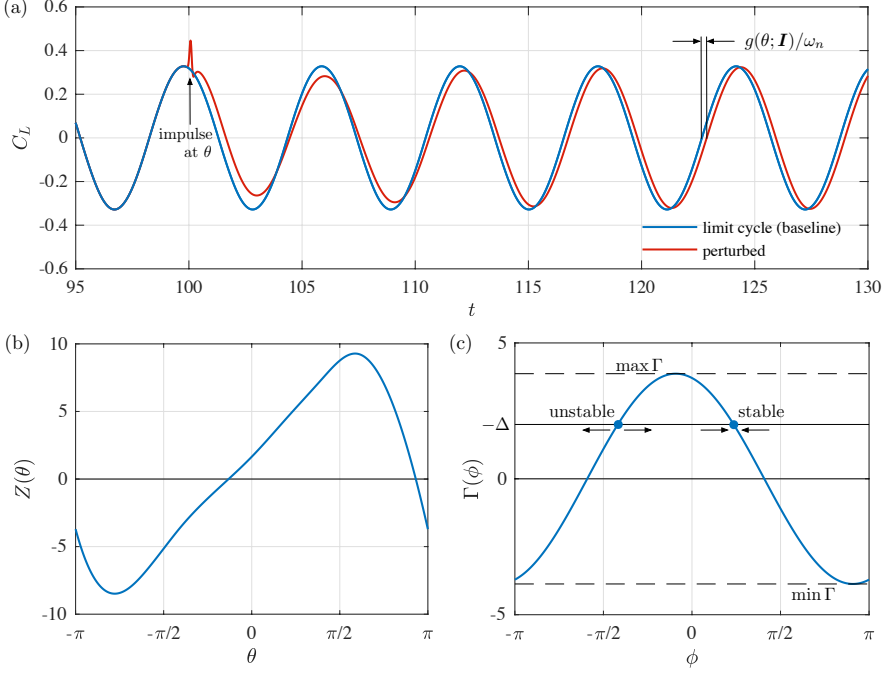 (a)
0.6
0.4
0.2
0
-0.2
-0.4
-0.6
C_L
impulse
at θ
g(θ; I)/ω_n
limit cycle (baseline)
perturbed
95
100
105
110
115
120
125
130
t
(b)
10
5
0
-5
-10
Z(θ)
-π
-π/2
0
π/2
π
θ
(c)
5
−Δ
0
-5
Γ(ϕ)
max Γ
unstable
stable
min Γ
-π
-π/2
0
π/2
π
ϕ